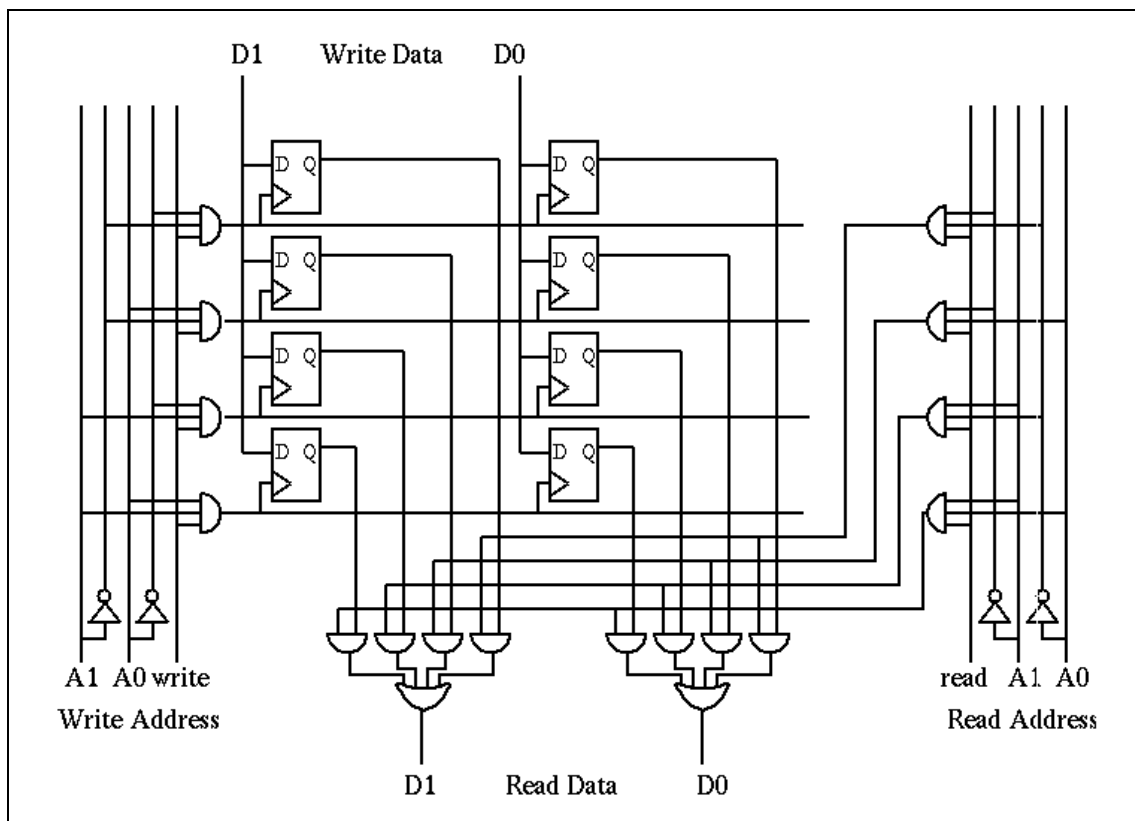 D1 Write Data D0
D Q D Q
D Q D Q
D Q D Q
D Q D Q
A1 A0 write read A1 A0
Write Address Read Address
D1 Read Data D0